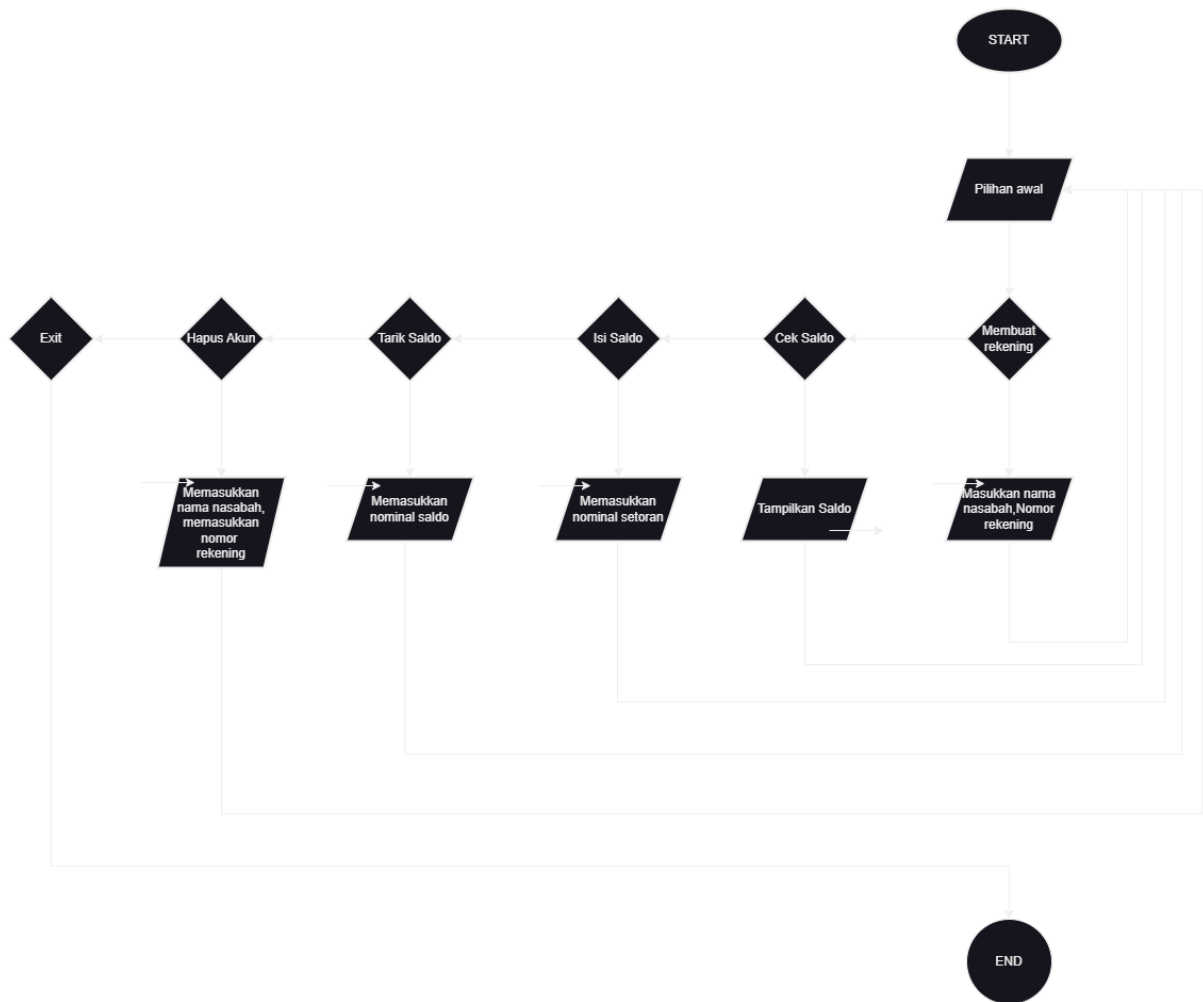 START
Pilihan awal
Exit
Hapus Akun
Tarik Saldo
Isi Saldo
Cek Saldo
Membuat
rekening
Memasukkan
nama nasabah,
memasukkan
nomor
rekening
Memasukkan
nominal saldo
Memasukkan
nominal setoran
Tampilkan Saldo
Masukkan nama
nasabah,Nomor
rekening
END